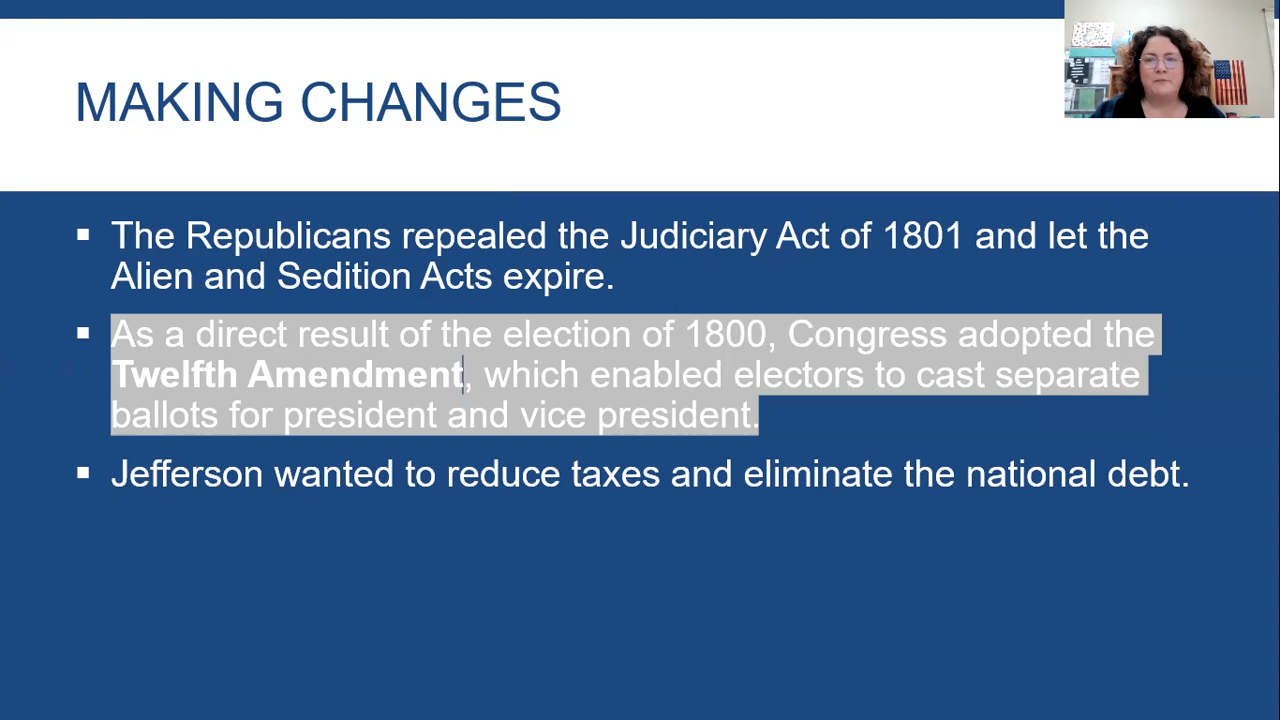 MAKING CHANGES
▪ The Republicans repealed the Judiciary Act of 1801 and let the
Alien and Sedition Acts expire.
▪ As a direct result of the election of 1800, Congress adopted the
Twelfth Amendment, which enabled electors to cast separate
ballots for president and vice president.
▪ Jefferson wanted to reduce taxes and eliminate the national debt.